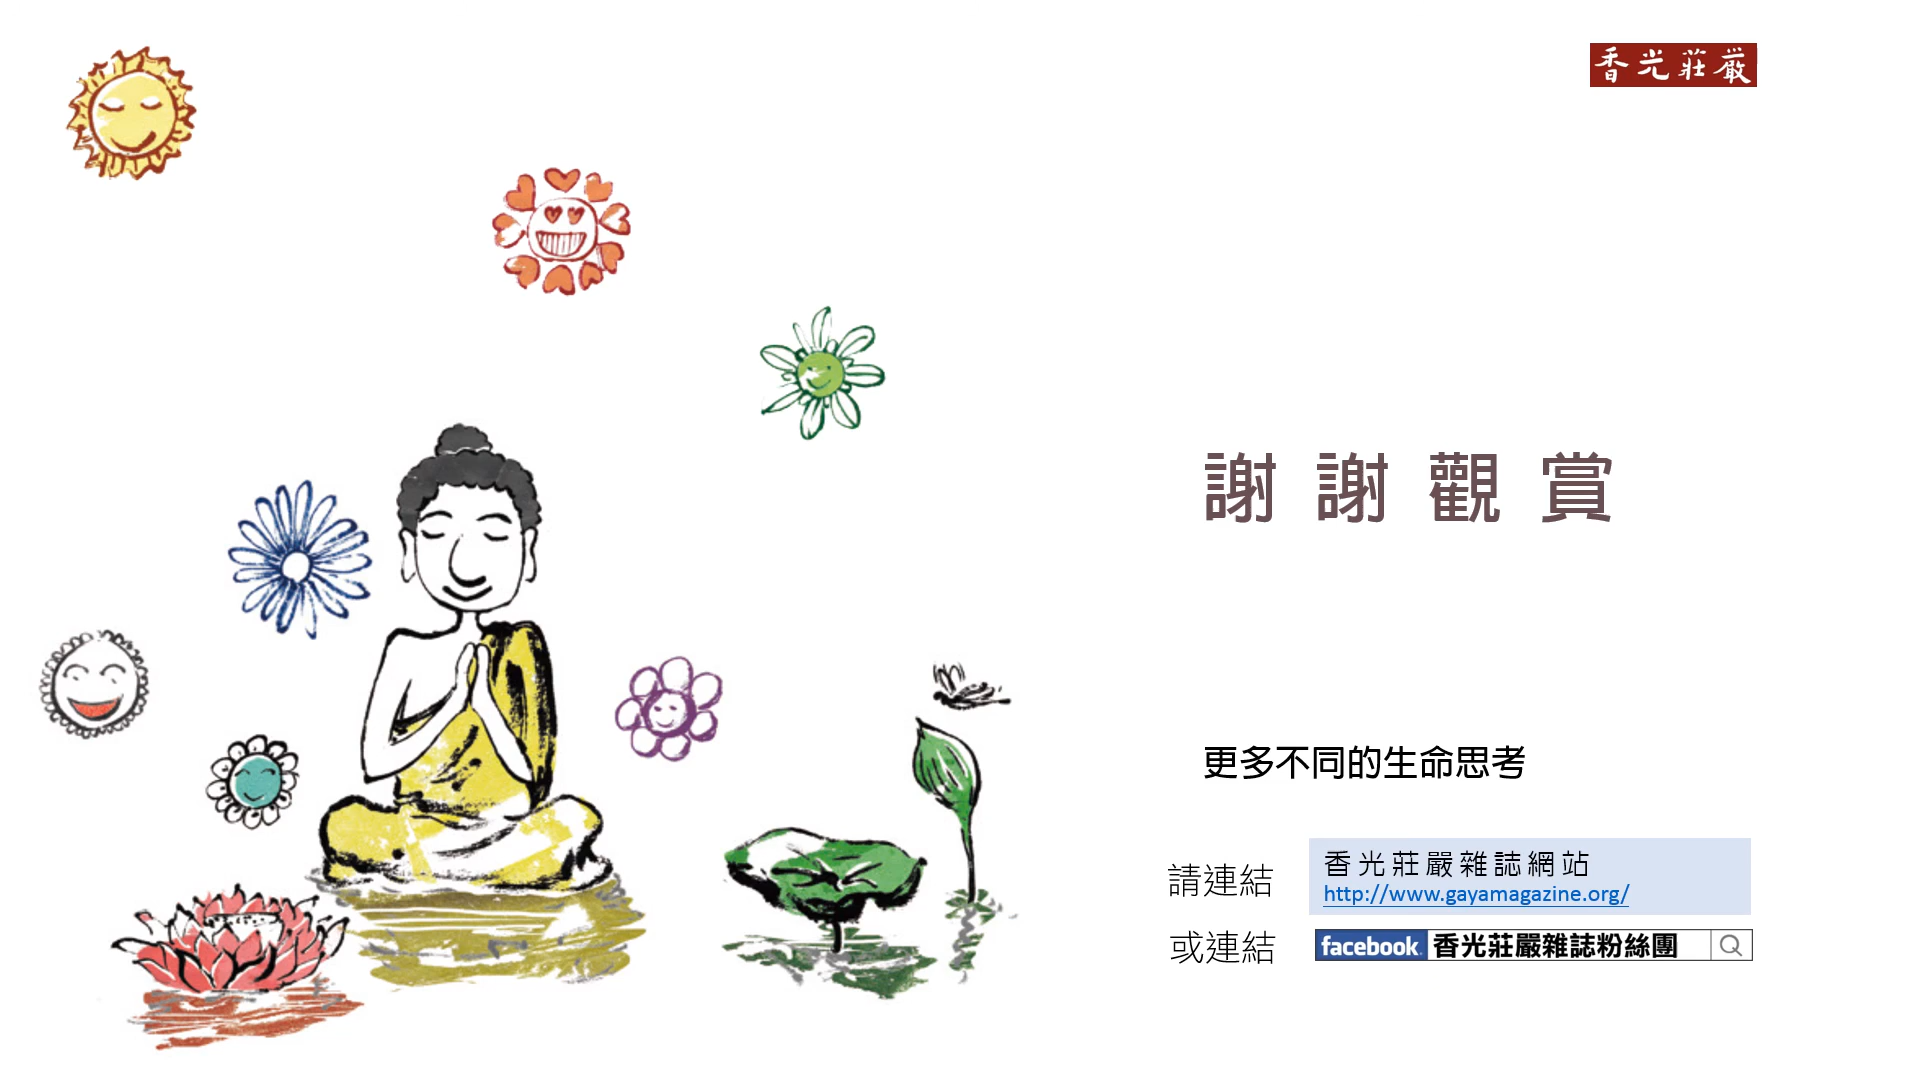 香光莊嚴
謝謝觀賞
更多不同的生命思考
請連結
香光莊嚴雜誌網站
http://www.gayamagazine.org/
或連結
facebook 香光莊嚴雜誌粉絲團